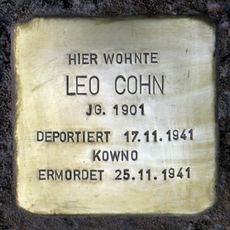 HIER WOHNTE
LEO COHN
JG. 1901
DEPORTIERT 17.11.1941
KOWNO
ERMORDET 25.11.1941